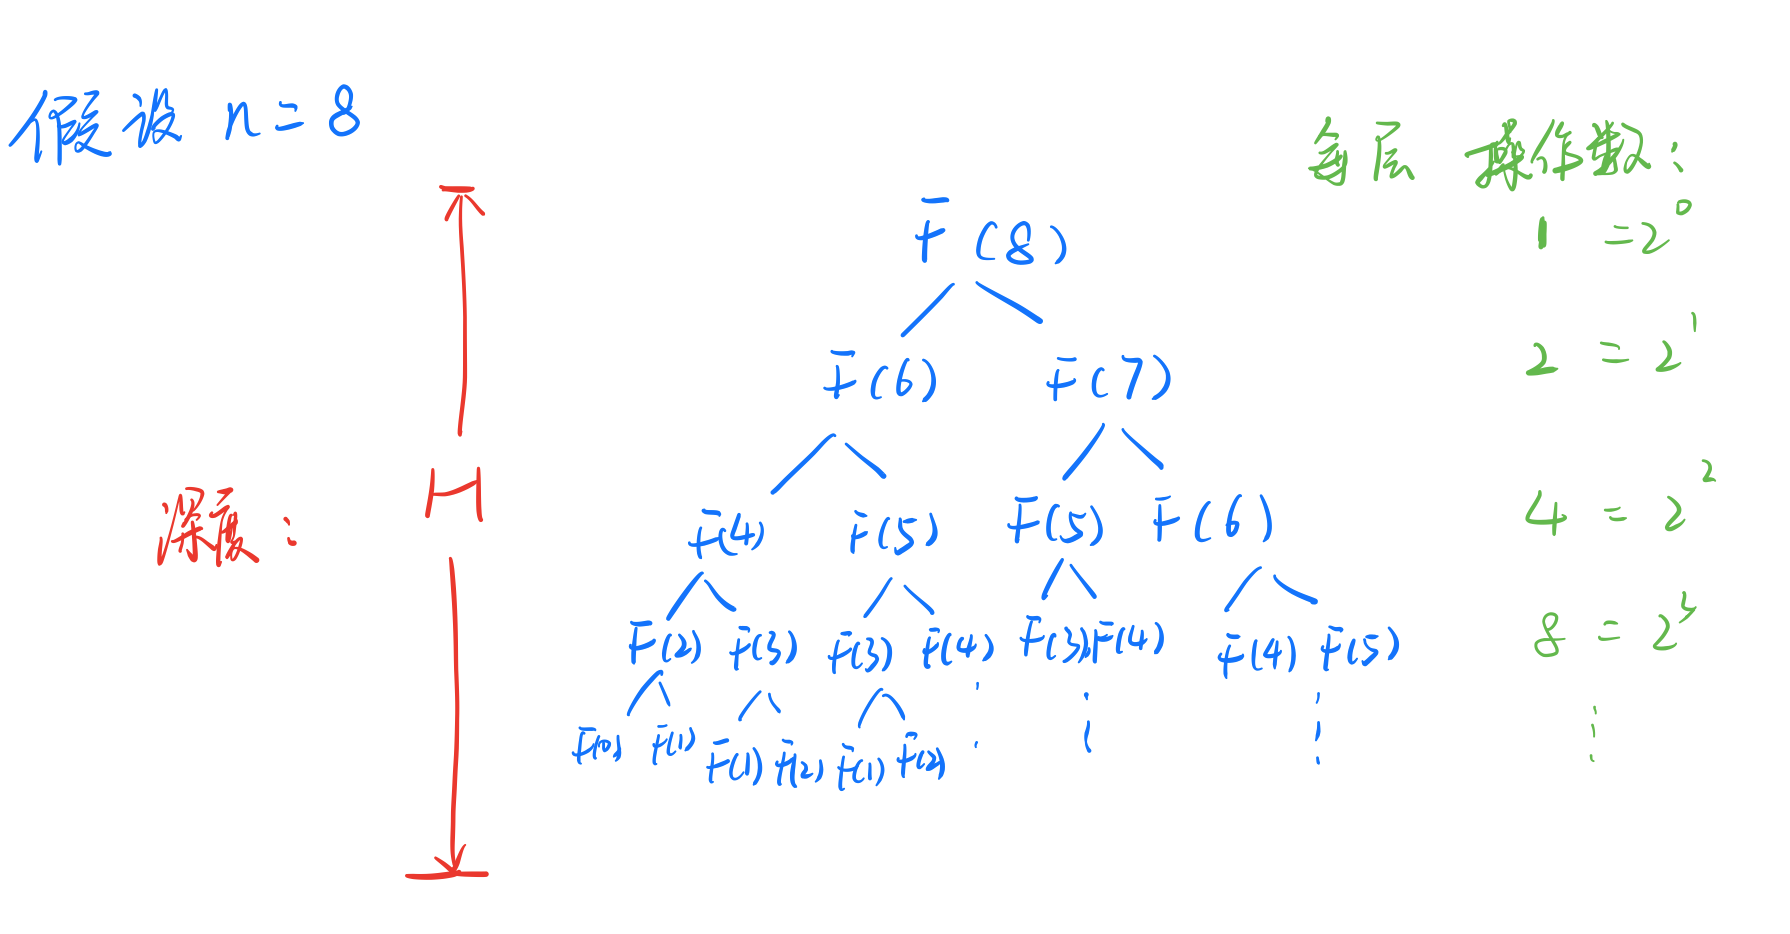 假设 n=8
每层 操作数:
F(8)
1 =2^0
F(6) F(7)
2 = 2^1
深度: H
F(4) F(5) F(5) F(6)
4 = 2^2
F(2) F(3) F(3) F(4) F(3) F(4) F(4) F(5)
8 = 2^3
F(0) F(1) F(1) F(2) F(1) F(2)